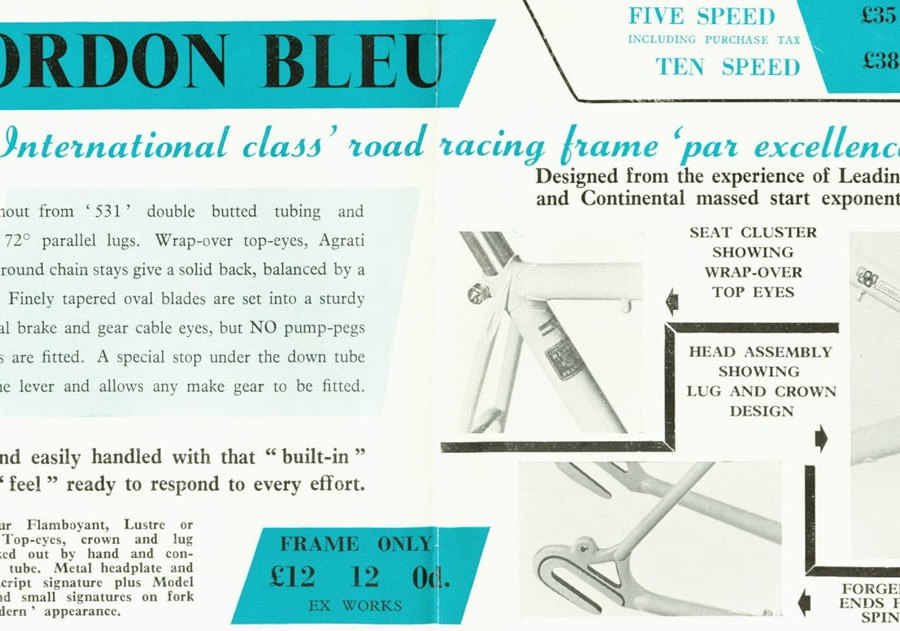 ORDON BLEU
FIVE SPEED
INCLUDING PURCHASE TAX
TEN SPEED
£35
£38
International class' road racing frame 'par excellence
Designed from the experience of Leadin
and Continental massed start exponent
hout from '531' double butted tubing and
72° parallel lugs. Wrap-over top-eyes, Agrati
round chain stays give a solid back, balanced by a
Finely tapered oval blades are set into a sturdy
al brake and gear cable eyes, but NO pump-pegs
s are fitted. A special stop under the down tube
he lever and allows any make gear to be fitted.
nd easily handled with that "built-in"
"feel" ready to respond to every effort.
ur Flamboyant, Lustre or
Top-eyes, crown and lug
ked out by hand and con-
tube. Metal headplate and
cript signature plus Model
nd small signatures on fork
dern' appearance.
FRAME ONLY
£12 12 0d.
EX WORKS
SEAT CLUSTER
SHOWING
WRAP-OVER
TOP EYES
HEAD ASSEMBLY
SHOWING
LUG AND CROWN
DESIGN
FORGE
ENDS F
SPIN